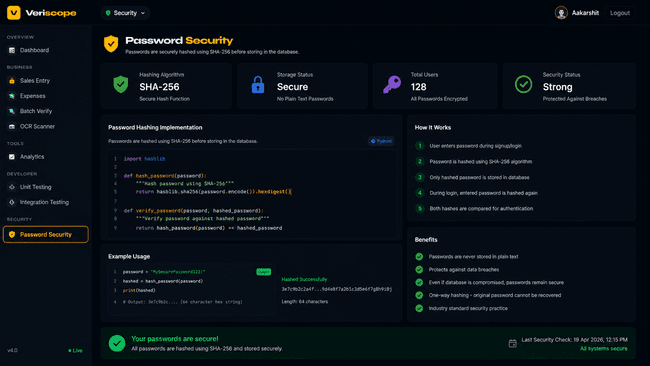 Veriscope
Security
Aakarshit
Logout
OVERVIEW
Dashboard
BUSINESS
Sales Entry
Expenses
Batch Verify
OCR Scanner
TOOLS
Analytics
DEVELOPER
Unit Testing
Integration Testing
SECURITY
Password Security
v4.0
Live
Password Security
Passwords are securely hashed using SHA-256 before storing in the database.
Hashing Algorithm
SHA-256
Secure Hash Function
Storage Status
Secure
No Plain Text Passwords
Total Users
128
All Passwords Encrypted
Security Status
Strong
Protected Against Breaches
Password Hashing Implementation
Passwords are hashed using SHA-256 before storing in the database.
Python
1 import hashlib
2
3 def hash_password(password):
4 """Hash password using SHA-256"""
5 return hashlib.sha256(password.encode()).hexdigest()
7
9 def verify_password(password, hashed_password):
8 """Verify password against hashed password"""
9 return hash_password(password) == hashed_password
Example Usage
1 password = "MySecurePassword123!"
2 hashed = hash_password(password)
3 print(hashed)
4 # Output: (64 character hex string)
Hashed Successfully
Length: 64 characters
How It Works
1 User enters password during signup/login
2 Password is hashed using SHA-256 algorithm
3 Only hashed password is stored in database
4 During login, entered password is hashed again
5 Both hashes are compared for authentication
Benefits
Passwords are never stored in plain text
Protects against data breaches
Even if database is compromised, passwords remain secure
One-way hashing - original password cannot be recovered
Industry standard security practice
Your passwords are secure!
All passwords are hashed using SHA-256 and stored securely.
Last Security Check: 19 Apr 2026, 12:15 PM
All systems secure